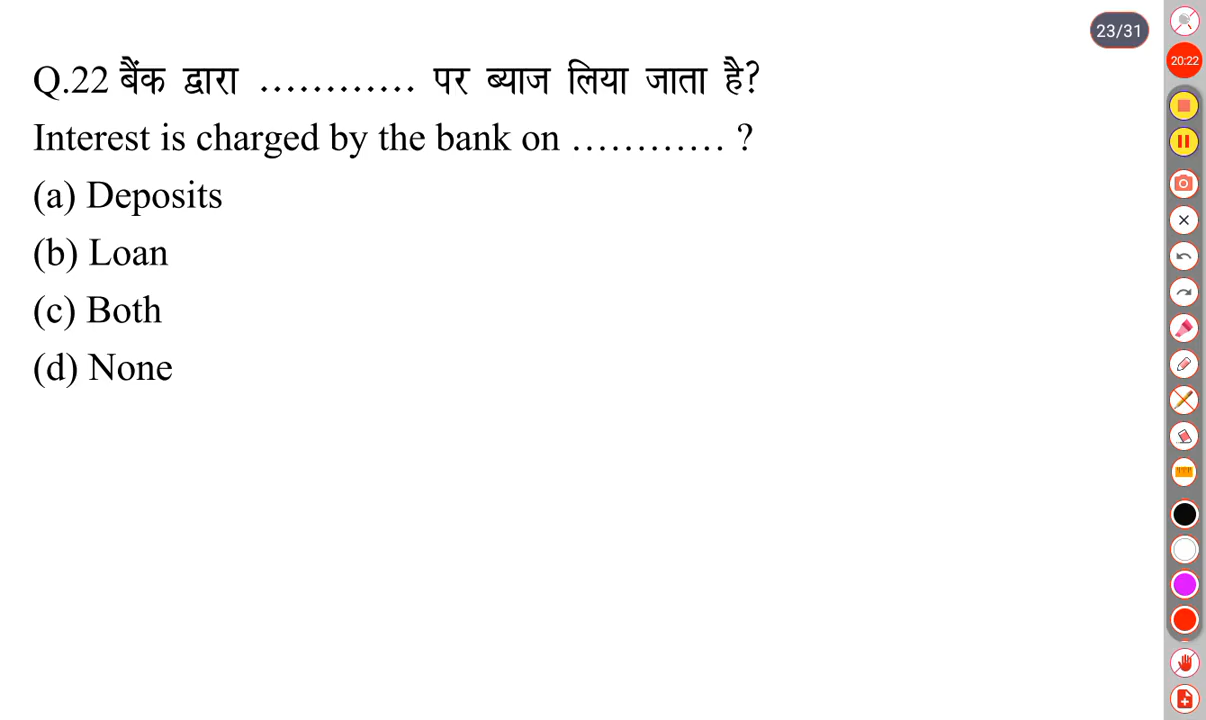 23/31
20:22
Q.22 बैंक द्वारा ............ पर ब्याज लिया जाता है?
Interest is charged by the bank on ............ ?
(a) Deposits
(b) Loan
(c) Both
(d) None